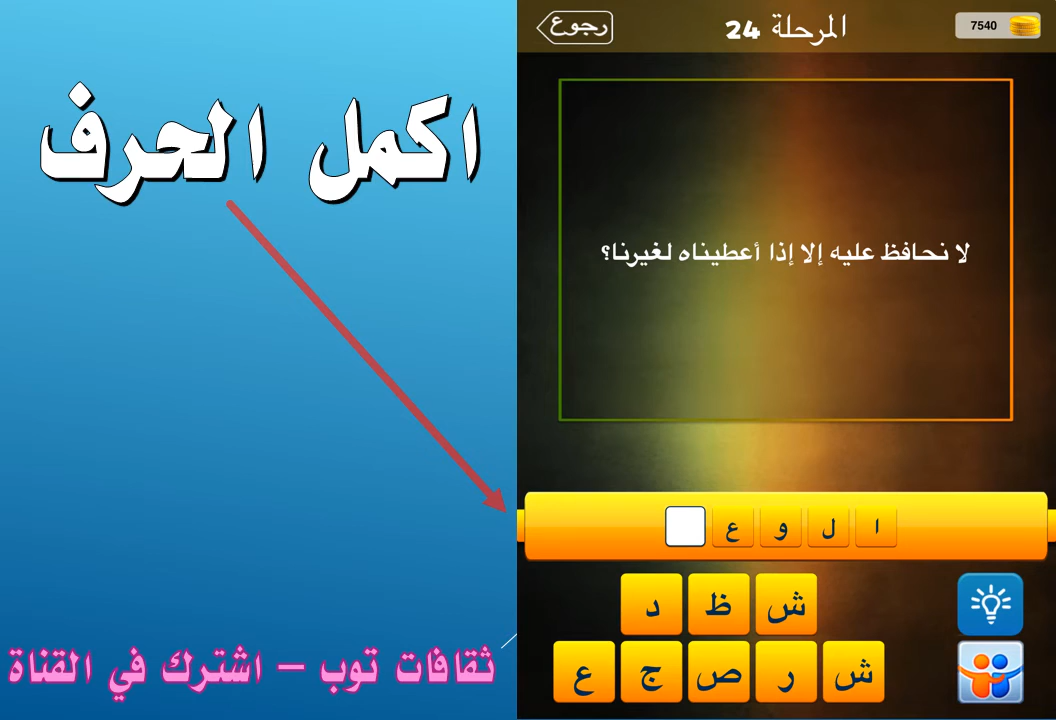 اكمل الحرف
ثقافات توب – اشترك في القناة
رجوع
المرحلة 24
7540
لا نحافظ عليه إلا إذا أعطيناه لغيرنا؟
ا ل و ع
ش ظ د
ش ر ص ج ع